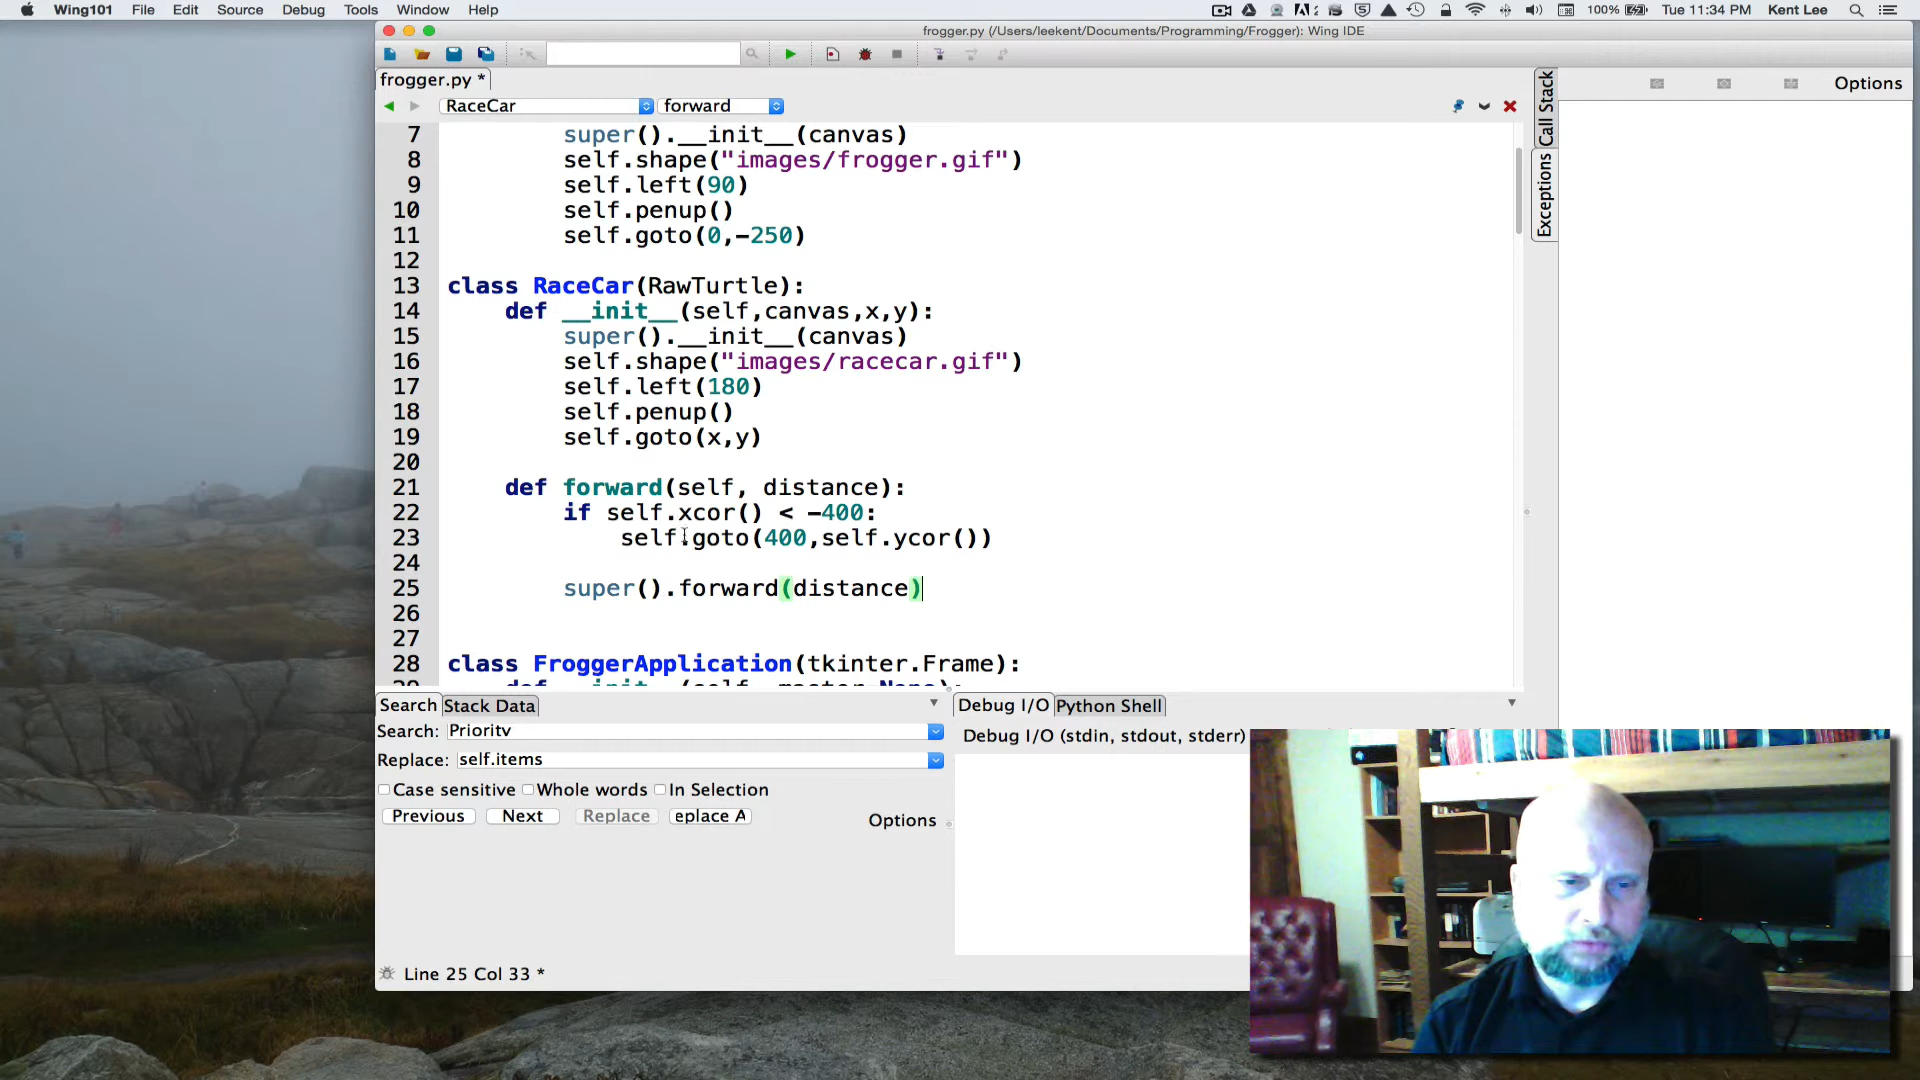 Wing101 File Edit Source Debug Tools Window Help
100% Tue 11:34 PM Kent Lee
frogger.py (/Users/leekent/Documents/Programming/Frogger): Wing IDE
frogger.py *
RaceCar forward
Options
Call Stack
Exceptions
7 super().__init__(canvas)
8 self.shape("images/frogger.gif")
9 self.left(90)
10 self.penup()
11 self.goto(0,-250)
12
13 class RaceCar(RawTurtle):
14 def __init__(self,canvas,x,y):
15 super().__init__(canvas)
16 self.shape("images/racecar.gif")
17 self.left(180)
18 self.penup()
19 self.goto(x,y)
20
21 def forward(self, distance):
22 if self.xcor() < -400:
23 self.goto(400,self.ycor())
24
25 super().forward(distance)
26
27
28 class FroggerApplication(tkinter.Frame):
29 def __init__(self, master=None):
Search Stack Data
Search: Priority
Replace: self.items
Case sensitive Whole words In Selection
Previous Next Replace eplace A
Options
Debug I/O Python Shell
Debug I/O (stdin, stdout, stderr)
Line 25 Col 33 *